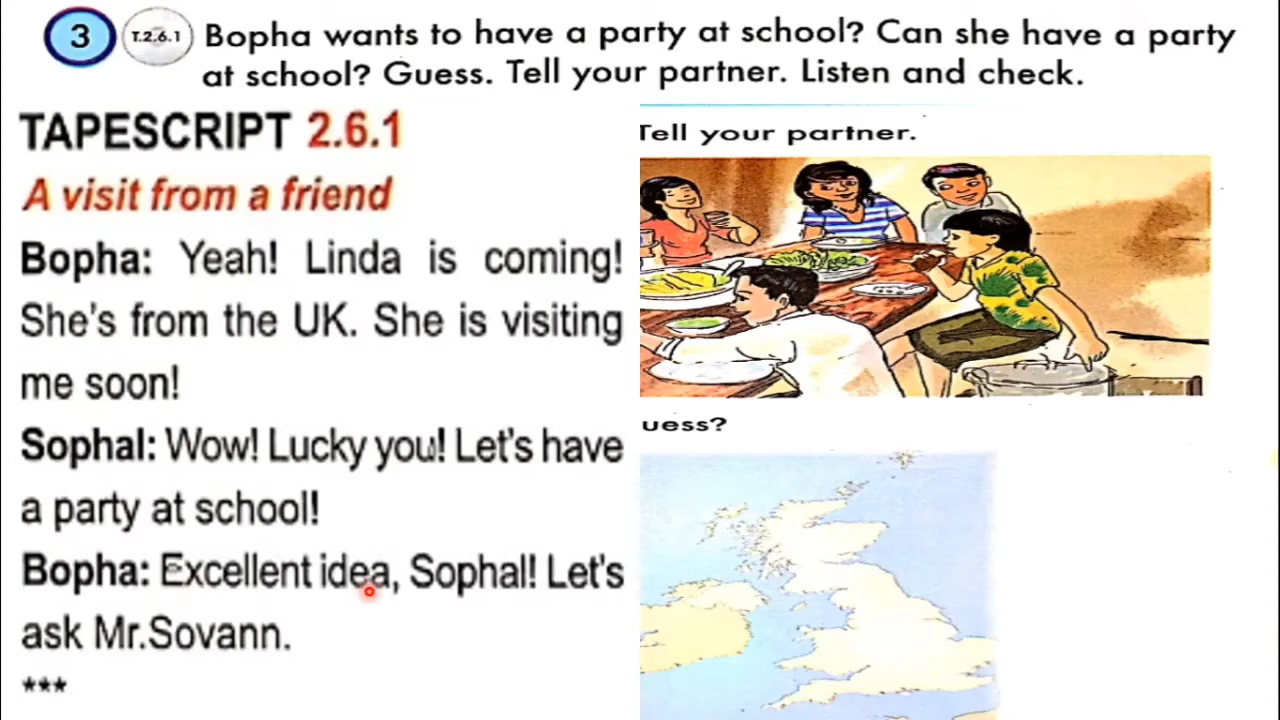 3 T.2.6.1 Bopha wants to have a party at school? Can she have a party
at school? Guess. Tell your partner. Listen and check.
TAPESCRIPT 2.6.1
A visit from a friend
Bopha: Yeah! Linda is coming!
She's from the UK. She is visiting
me soon!
Sophal: Wow! Lucky you! Let's have
a party at school!
Bopha: Excellent idea, Sophal! Let's
ask Mr.Sovann.
***
Tell your partner.
uess?